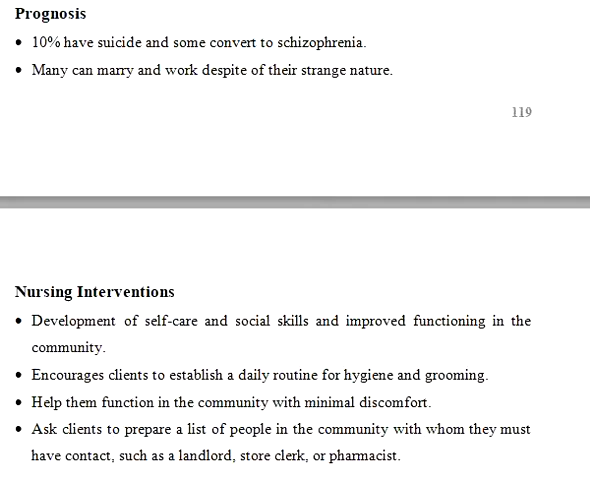 Prognosis
• 10% have suicide and some convert to schizophrenia.
• Many can marry and work despite of their strange nature.
119
Nursing Interventions
• Development of self-care and social skills and improved functioning in the
community.
• Encourages clients to establish a daily routine for hygiene and grooming.
• Help them function in the community with minimal discomfort.
• Ask clients to prepare a list of people in the community with whom they must
have contact, such as a landlord, store clerk, or pharmacist.